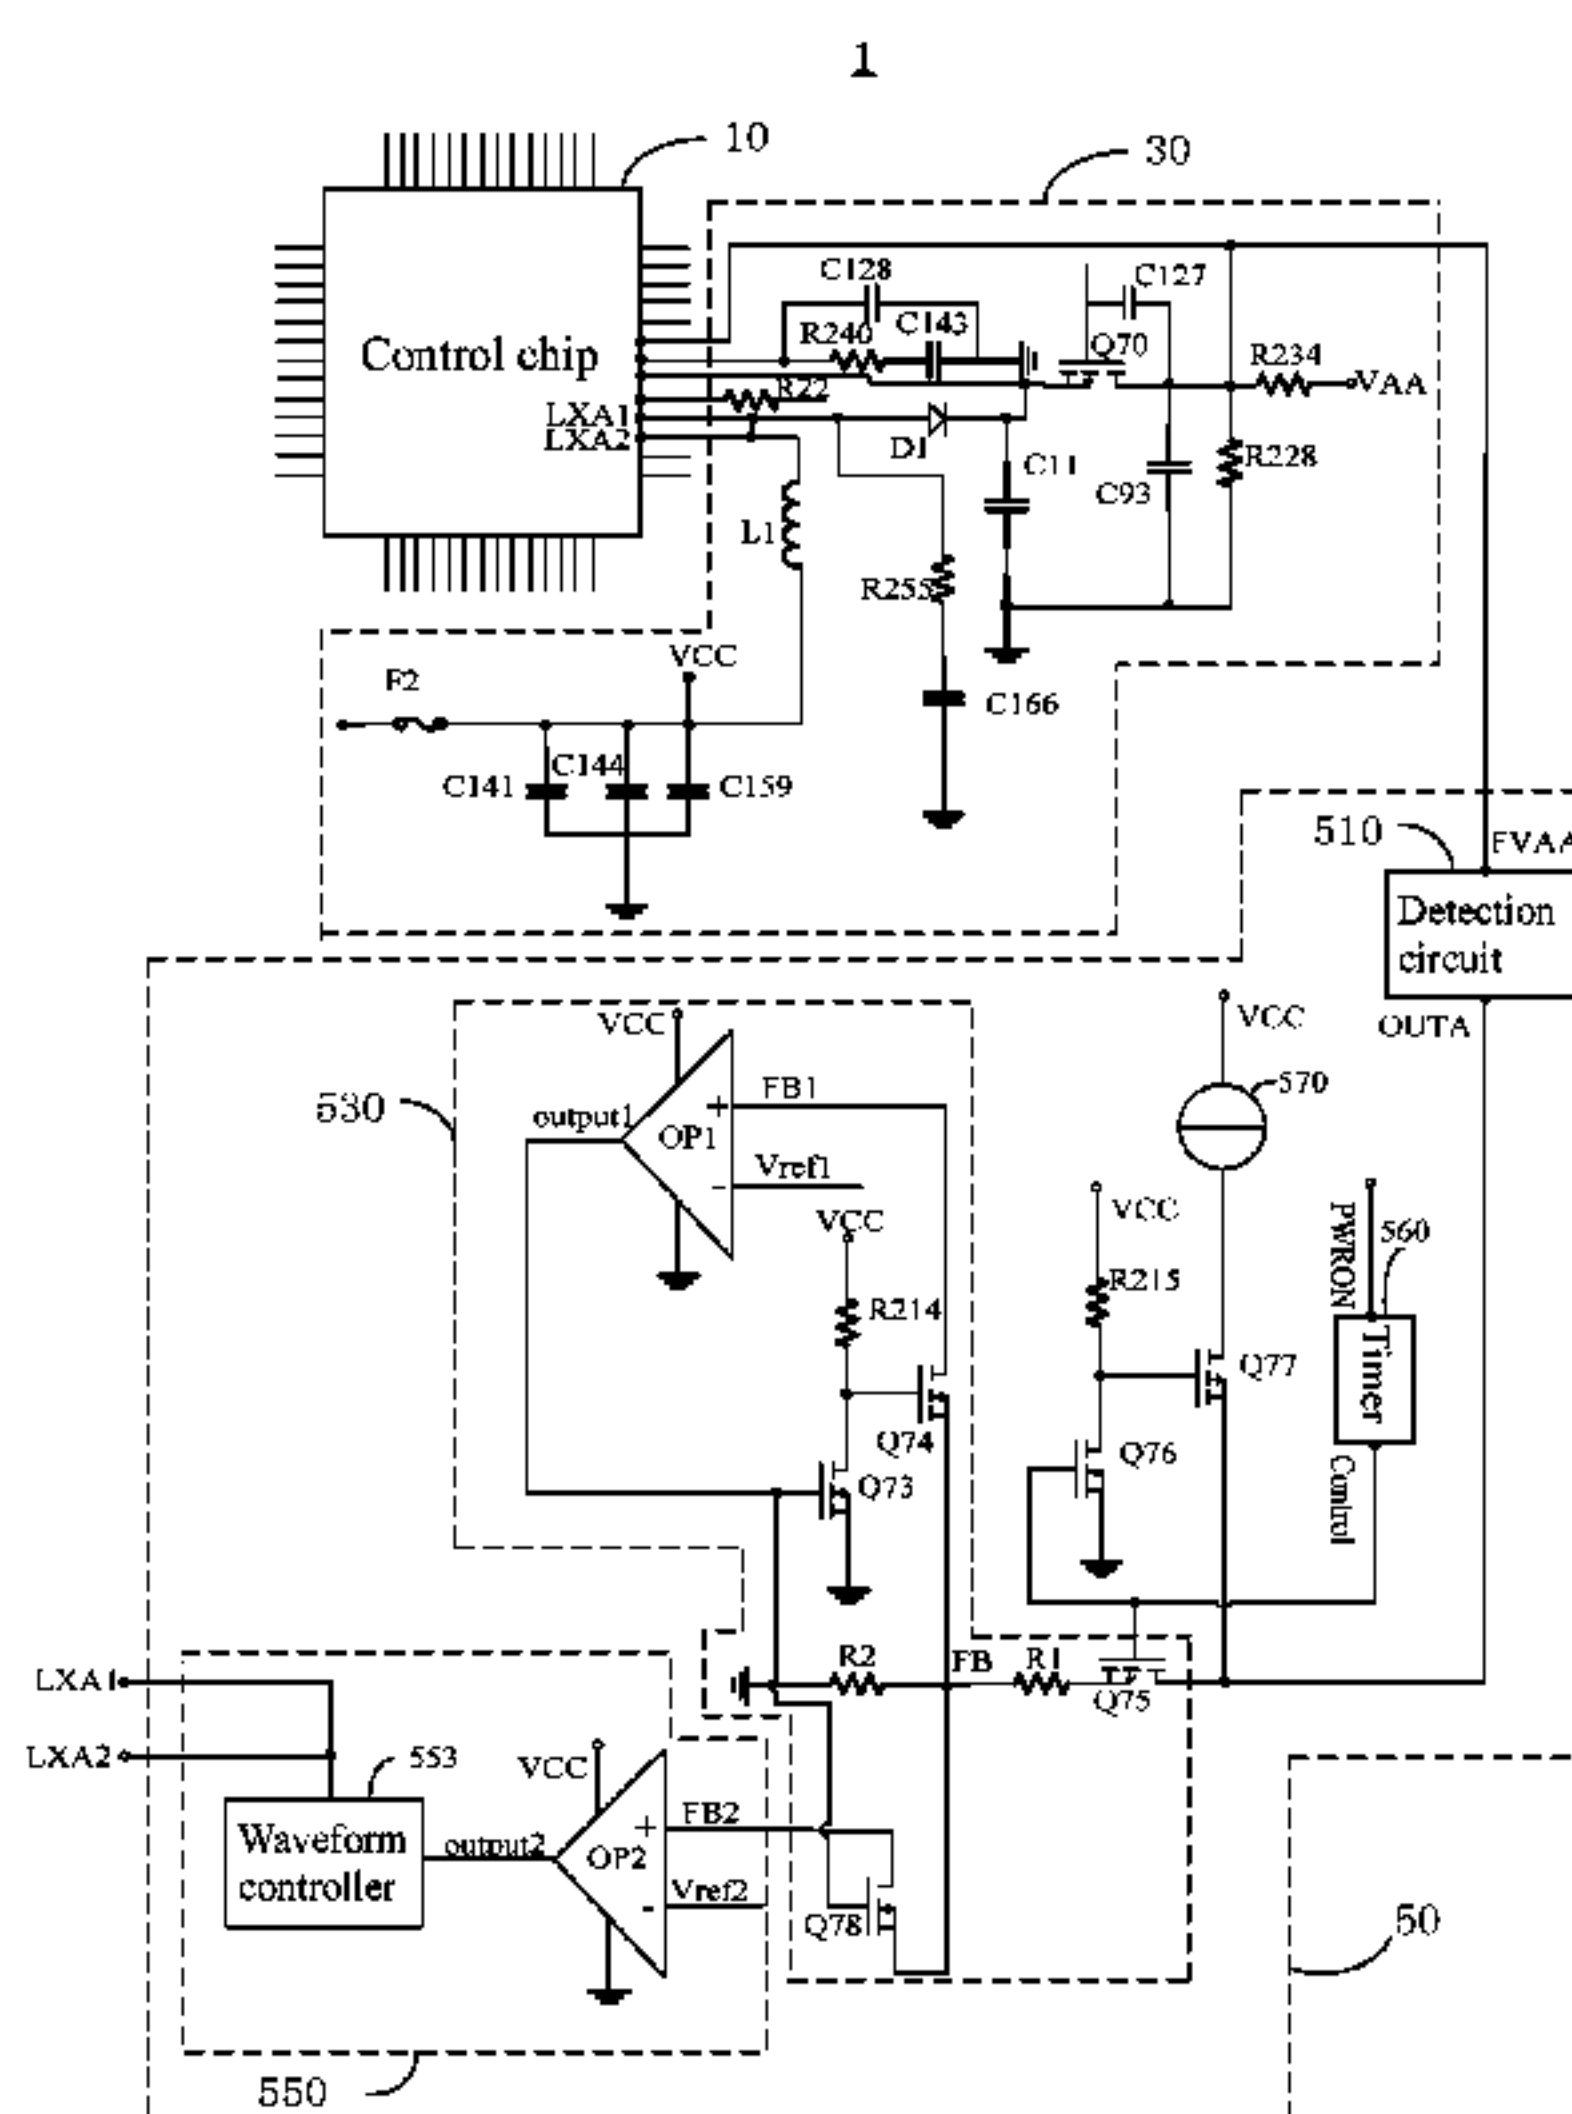 1
10
30
C128
C127
R240
C143
Q70
R234
Control chip
R22
VAA
LXA1
LXA2
D1
C11
R228
C93
L1
R255
VCC
F2
C166
C144
C141
C159
510
FVAA
Detection
circuit
OUTA
VCC
VCC
570
530
FB1
output1
OP1
+
-
Vref1
VCC
VCC
PWRON
560
R215
R214
Timer
Q77
Q74
Q76
Q73
Control
R2
FB
R1
LXA1
Q75
LXA2
553
VCC
FB2
+
Waveform
controller
output2
OP2
Vref2
-
Q78
50
550